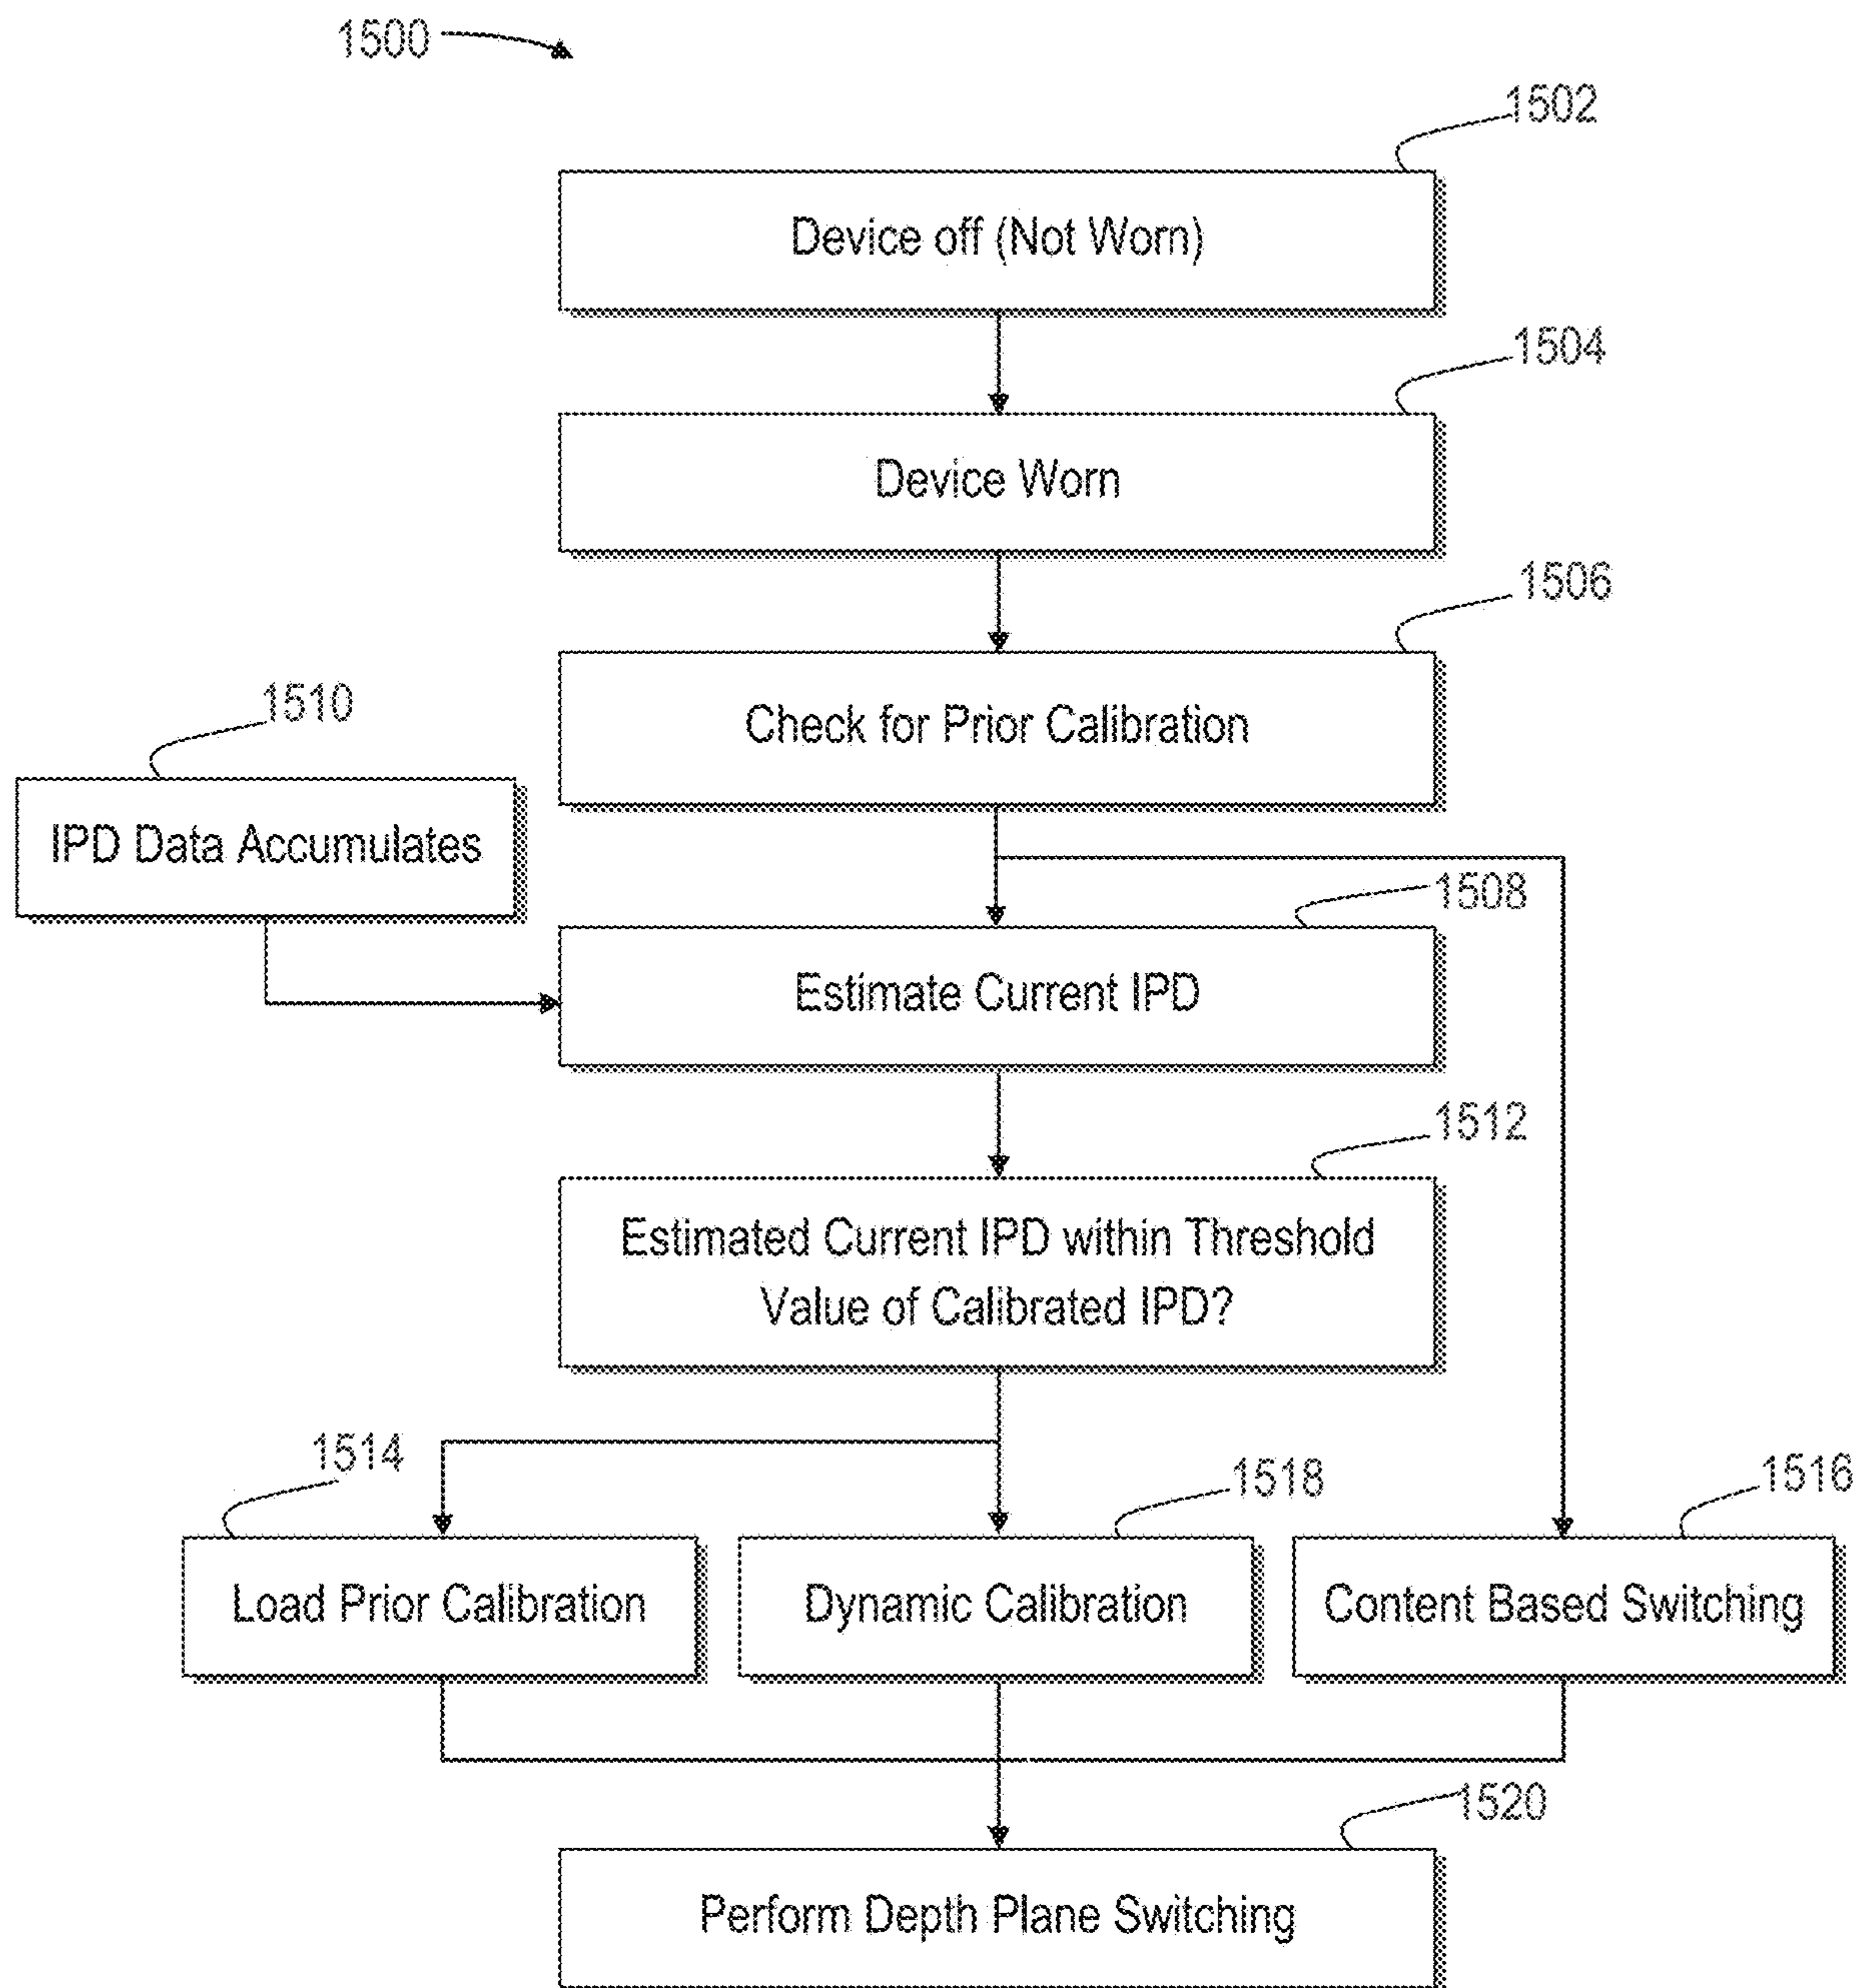 1500
1502
Device off (Not Worn)
1504
Device Worn
1506
Check for Prior Calibration
1510
IPD Data Accumulates
1508
Estimate Current IPD
1512
Estimated Current IPD within Threshold
Value of Calibrated IPD?
1514
Load Prior Calibration
1518
Dynamic Calibration
1516
Content Based Switching
1520
Perform Depth Plane Switching